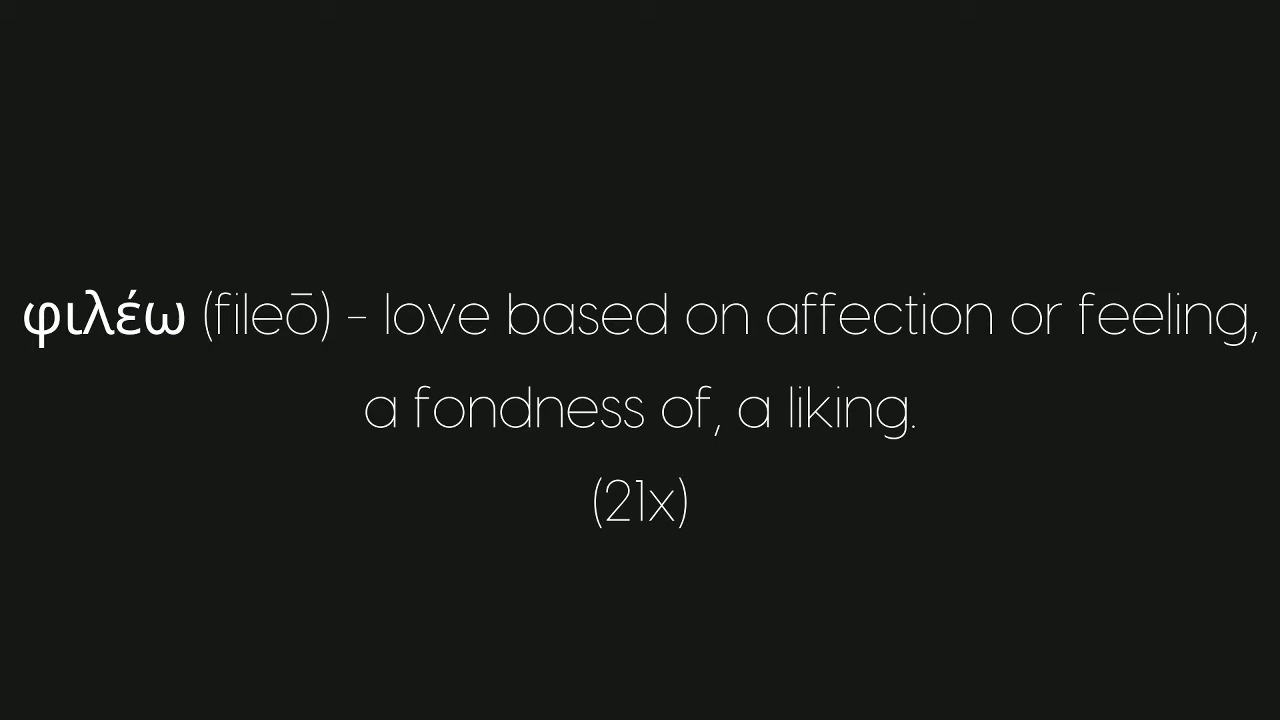 φιλέω (fileō) - love based on affection or feeling,
a fondness of, a liking.
(21x)